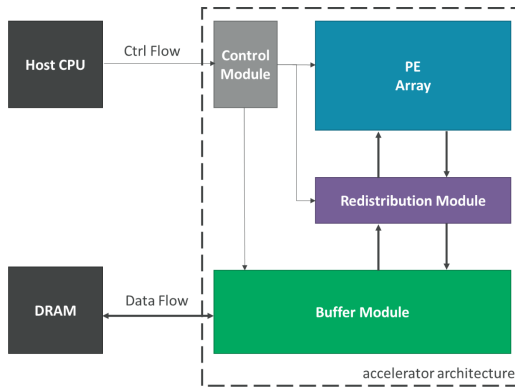 Host CPU
Ctrl Flow
Control
Module
PE
Array
Redistribution Module
DRAM
Data Flow
Buffer Module
accelerator architecture